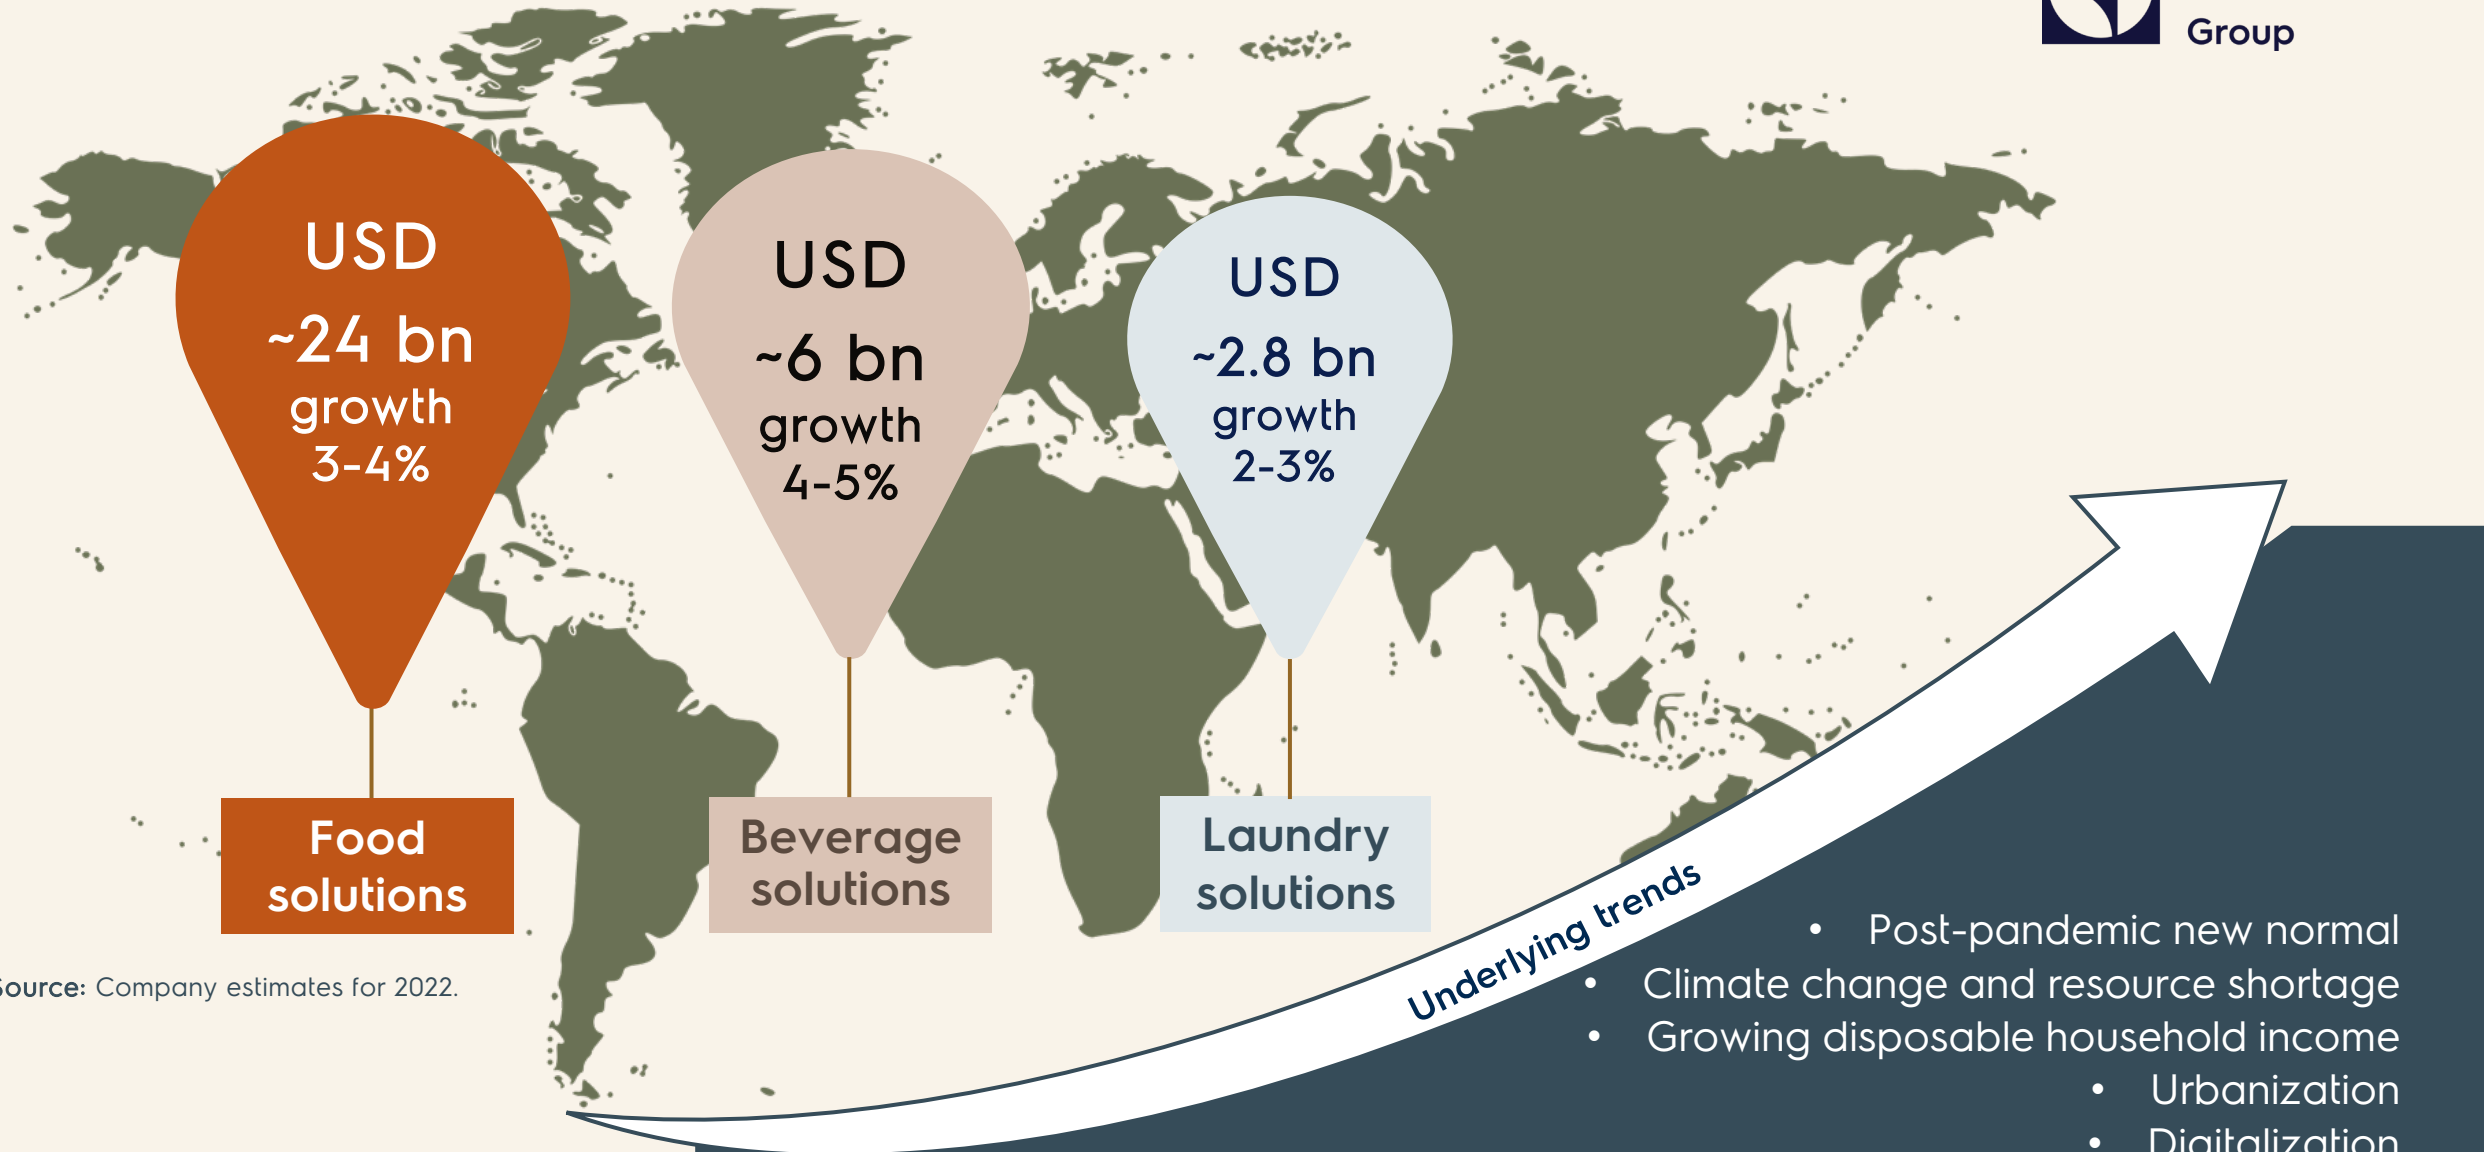 Group
USD
~24 bn
growth
3-4%
USD
~6 bn
growth
4-5%
USD
~2.8 bn
growth
2-3%
Food
solutions
Beverage
solutions
Laundry
solutions
Source: Company estimates for 2022.
Underlying trends
• Post-pandemic new normal
• Climate change and resource shortage
• Growing disposable household income
• Urbanization
• Digitalization